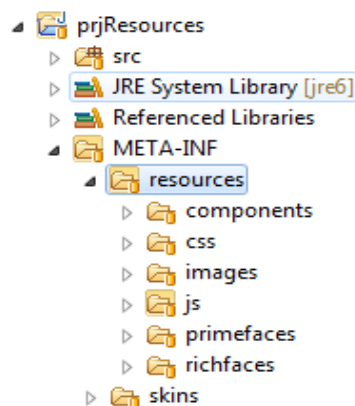 prjResources
src
JRE System Library [jre6]
Referenced Libraries
META-INF
resources
components
css
images
js
primefaces
richfaces
skins